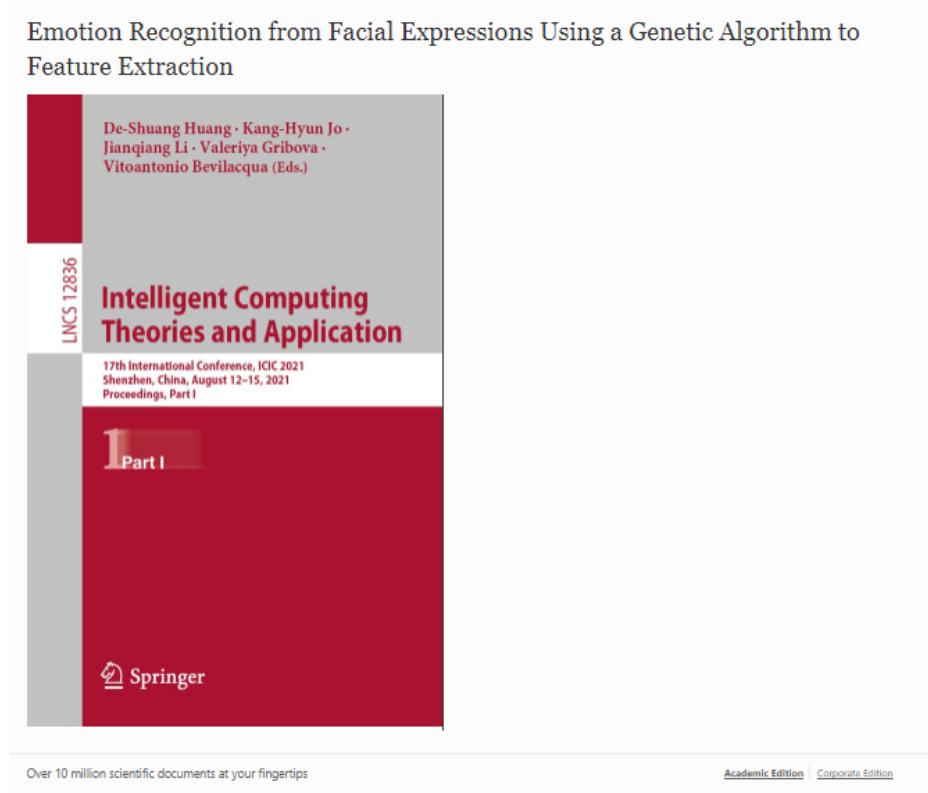 Emotion Recognition from Facial Expressions Using a Genetic Algorithm to
Feature Extraction
De-Shuang Huang · Kang-Hyun Jo ·
Jianqiang Li · Valeriya Gribova ·
Vitoantonio Bevilacqua (Eds.)
LNCS 12836
Intelligent Computing
Theories and Application
17th International Conference, ICIC 2021
Shenzhen, China, August 12–15, 2021
Proceedings, Part I
1 Part I
Springer
Over 10 million scientific documents at your fingertips
Academic Edition Corporate Edition